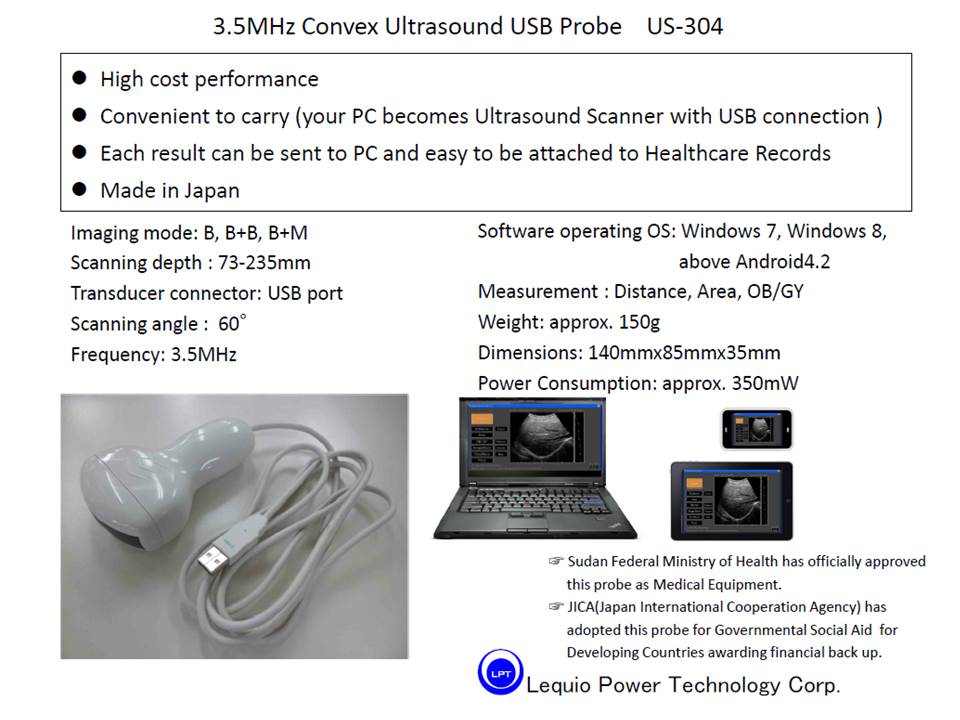 3.5MHz Convex Ultrasound USB Probe US-304
● High cost performance
● Convenient to carry (your PC becomes Ultrasound Scanner with USB connection )
● Each result can be sent to PC and easy to be attached to Healthcare Records
● Made in Japan
Imaging mode: B, B+B, B+M
Scanning depth : 73-235mm
Transducer connector: USB port
Scanning angle : 60°
Frequency: 3.5MHz
Software operating OS: Windows 7, Windows 8,
above Android4.2
Measurement : Distance, Area, OB/GY
Weight: approx. 150g
Dimensions: 140mmx85mmx35mm
Power Consumption: approx. 350mW
☞ Sudan Federal Ministry of Health has officially approved
this probe as Medical Equipment.
☞ JICA(Japan International Cooperation Agency) has
adopted this probe for Governmental Social Aid for
Developing Countries awarding financial back up.
LPT
Lequio Power Technology Corp.